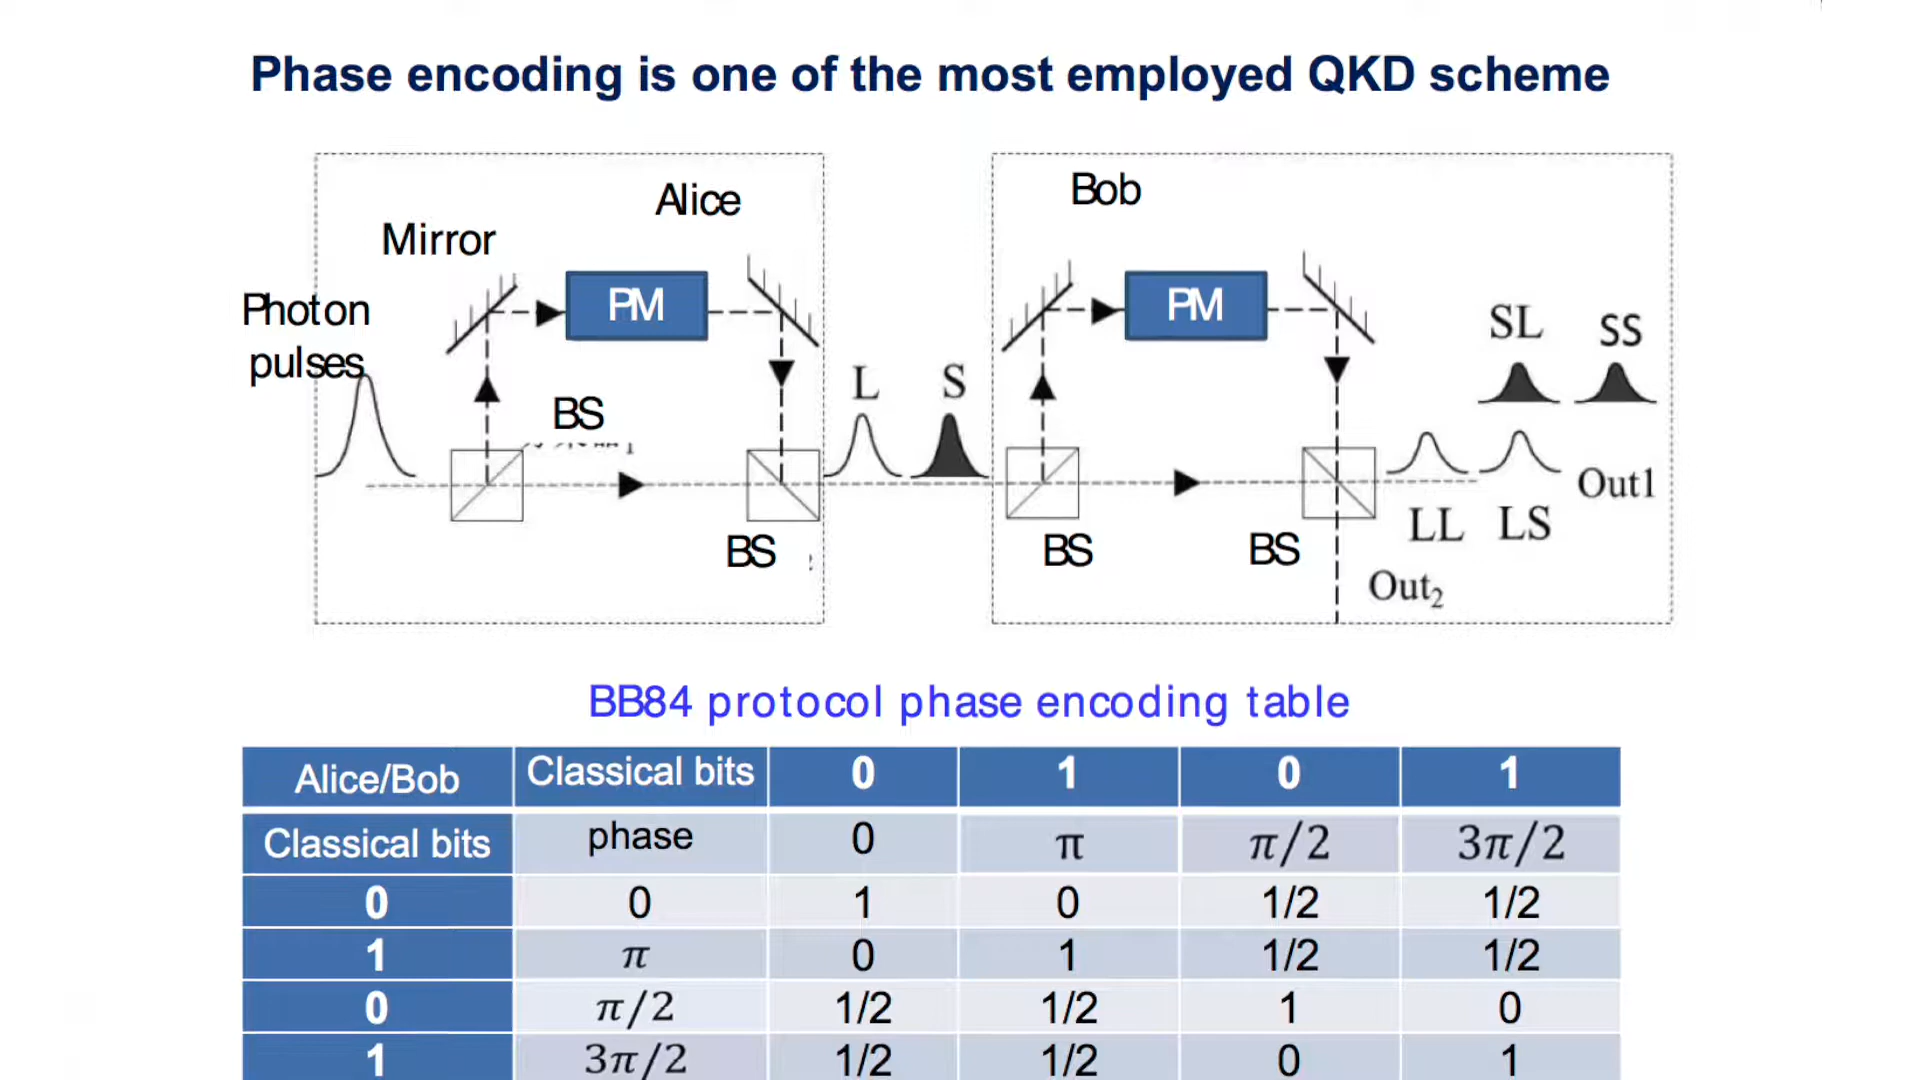 Phase encoding is one of the most employed QKD scheme
Alice
Bob
Mirror
Photon
pulses
PM
PM
SL
SS
L
S
BS
Out1
LL
LS
BS
BS
BS
Out2
BB84 protocol phase encoding table
Alice/Bob Classical bits 0 1 0 1
Classical bits phase 0 π π/2 3π/2
0 0 1 0 1/2 1/2
1 π 0 1 1/2 1/2
0 π/2 1/2 1/2 1 0
1 3π/2 1/2 1/2 0 1